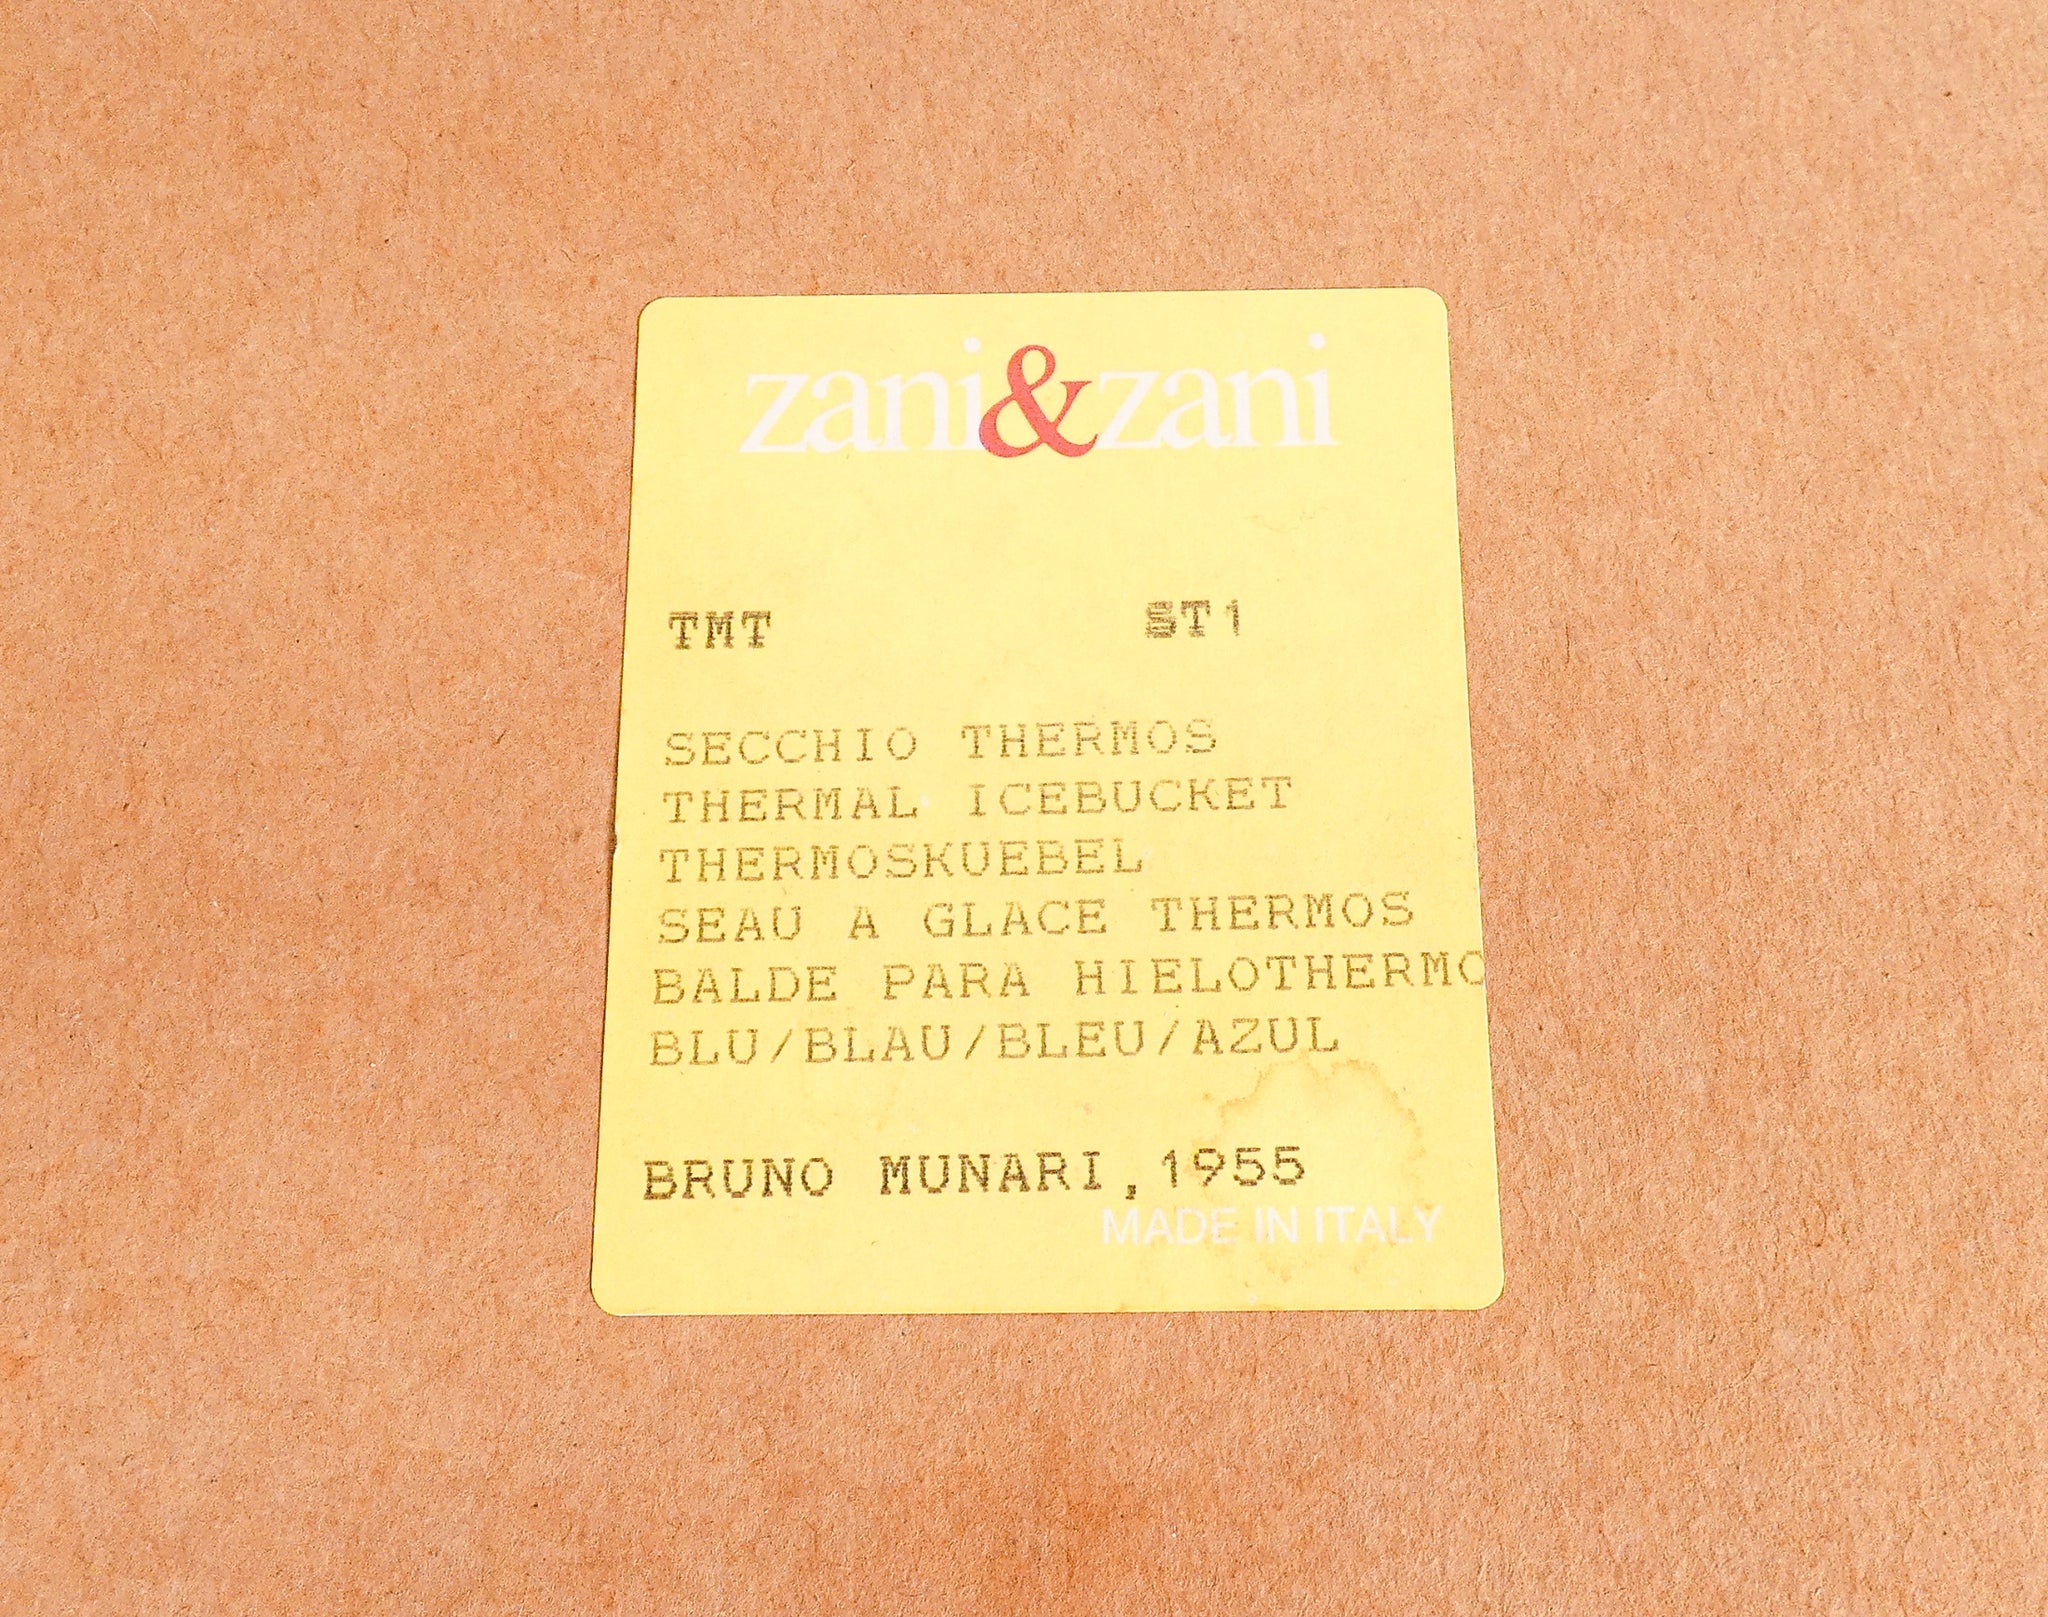 zani&zani
TMT ST1
SECCHIO THERMOS
THERMAL ICEBUCKET
THERMOSKUEBEL
SEAU A GLACE THERMOS
BALDE PARA HIELOTHERMO
BLU/BLAU/BLEU/AZUL
BRUNO MUNARI,1955
MADE IN ITALY